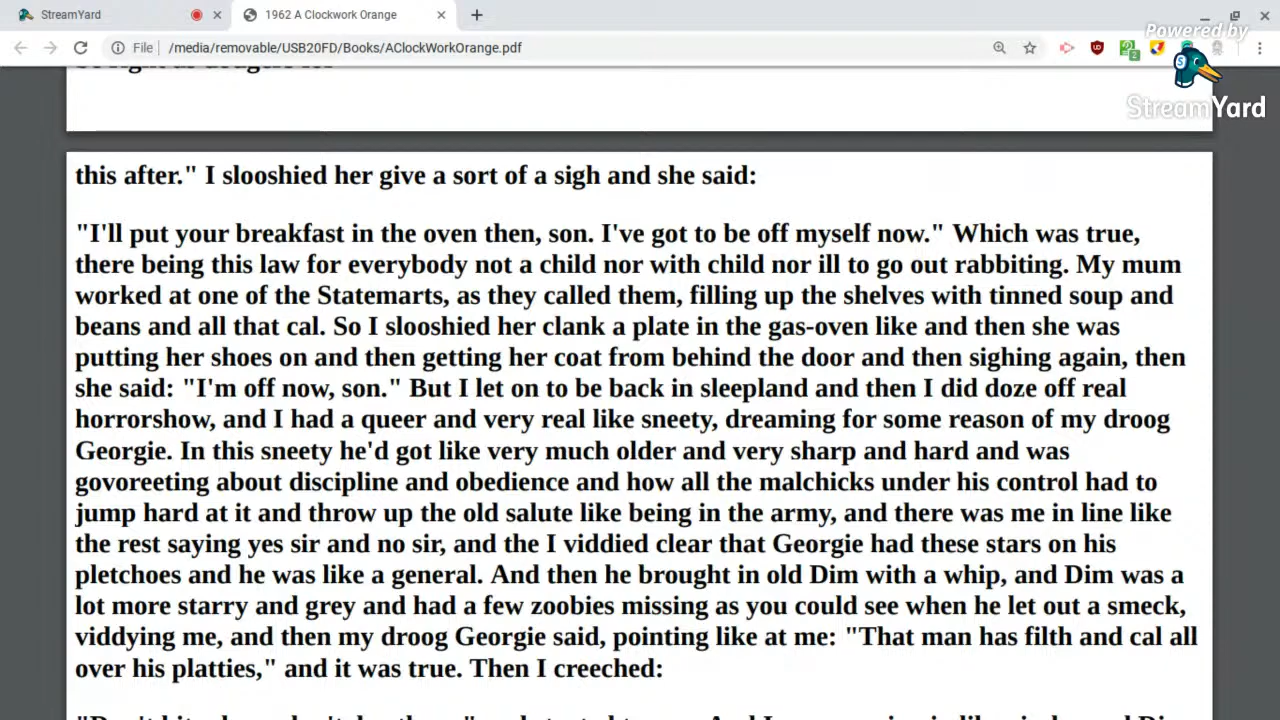 StreamYard
1962 A Clockwork Orange
File
/media/removable/USB20FD/Books/AClockWorkOrange.pdf
Powered by
StreamYard
this after." I slooshied her give a sort of a sigh and she said:
"I'll put your breakfast in the oven then, son. I've got to be off myself now." Which was true,
there being this law for everybody not a child nor with child nor ill to go out rabbiting. My mum
worked at one of the Statemarts, as they called them, filling up the shelves with tinned soup and
beans and all that cal. So I slooshied her clank a plate in the gas-oven like and then she was
putting her shoes on and then getting her coat from behind the door and then sighing again, then
she said: "I'm off now, son." But I let on to be back in sleepland and then I did doze off real
horrorshow, and I had a queer and very real like sneety, dreaming for some reason of my droog
Georgie. In this sneety he'd got like very much older and very sharp and hard and was
govoreeting about discipline and obedience and how all the malchicks under his control had to
jump hard at it and throw up the old salute like being in the army, and there was me in line like
the rest saying yes sir and no sir, and the I viddied clear that Georgie had these stars on his
pletchoes and he was like a general. And then he brought in old Dim with a whip, and Dim was a
lot more starry and grey and had a few zoobies missing as you could see when he let out a smeck,
viddying me, and then my droog Georgie said, pointing like at me: "That man has filth and cal all
over his platties," and it was true. Then I creeched: